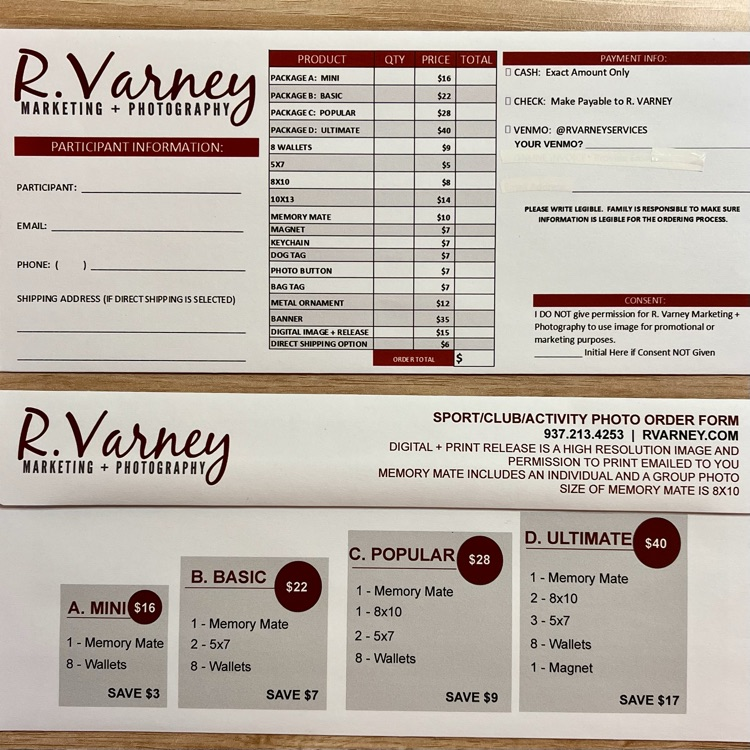 R.Varney
MARKETING + PHOTOGRAPHY
PARTICIPANT INFORMATION:
PARTICIPANT:
EMAIL:
PHONE: (      )
SHIPPING ADDRESS (IF DIRECT SHIPPING IS SELECTED)
PRODUCT QTY PRICE TOTAL
PACKAGE A: MINI $16
PACKAGE B: BASIC $22
PACKAGE C: POPULAR $28
PACKAGE D: ULTIMATE $40
8 WALLETS $9
5X7 $5
8X10 $8
10X13 $14
MEMORY MATE $10
MAGNET $7
KEYCHAIN $7
DOG TAG $7
PHOTO BUTTON $7
BAG TAG $7
METAL ORNAMENT $12
BANNER $35
DIGITAL IMAGE + RELEASE $15
DIRECT SHIPPING OPTION $6
ORDER TOTAL $
PAYMENT INFO:
CASH: Exact Amount Only
CHECK: Make Payable to R. VARNEY
VENMO: @RVARNEYSERVICES
YOUR VENMO?
PLEASE WRITE LEGIBLE. FAMILY IS RESPONSIBLE TO MAKE SURE
INFORMATION IS LEGIBLE FOR THE ORDERING PROCESS.
CONSENT:
I DO NOT give permission for R. Varney Marketing +
Photography to use image for promotional or
marketing purposes.
Initial Here if Consent NOT Given
R.Varney
MARKETING + PHOTOGRAPHY
SPORT/CLUB/ACTIVITY PHOTO ORDER FORM
937.213.4253 | RVARNEY.COM
DIGITAL + PRINT RELEASE IS A HIGH RESOLUTION IMAGE AND
PERMISSION TO PRINT EMAILED TO YOU
MEMORY MATE INCLUDES AN INDIVIDUAL AND A GROUP PHOTO
SIZE OF MEMORY MATE IS 8X10
A. MINI $16
1 - Memory Mate
8 - Wallets
SAVE $3
B. BASIC $22
1 - Memory Mate
2 - 5x7
8 - Wallets
SAVE $7
C. POPULAR $28
1 - Memory Mate
1 - 8x10
2 - 5x7
8 - Wallets
SAVE $9
D. ULTIMATE $40
1 - Memory Mate
2 - 8x10
3 - 5x7
8 - Wallets
1 - Magnet
SAVE $17